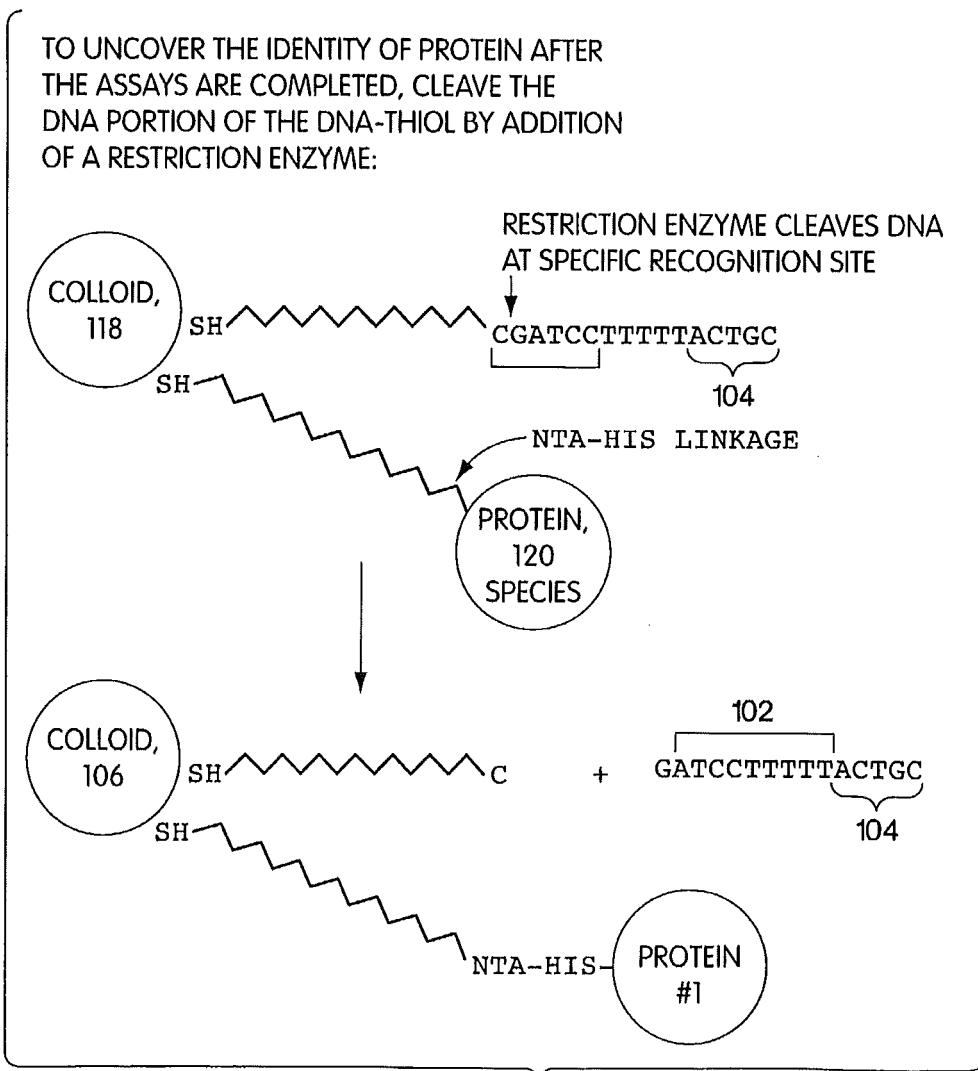 TO UNCOVER THE IDENTITY OF PROTEIN AFTER
THE ASSAYS ARE COMPLETED, CLEAVE THE
DNA PORTION OF THE DNA-THIOL BY ADDITION
OF A RESTRICTION ENZYME:
RESTRICTION ENZYME CLEAVES DNA
AT SPECIFIC RECOGNITION SITE
COLLOID,
118
SH
CGATCCTTTTTACTGC
104
SH
NTA-HIS LINKAGE
PROTEIN,
120
SPECIES
COLLOID,
106
SH
C
+
102
GATCCTTTTTACTGC
104
SH
NTA-HIS
PROTEIN
#1